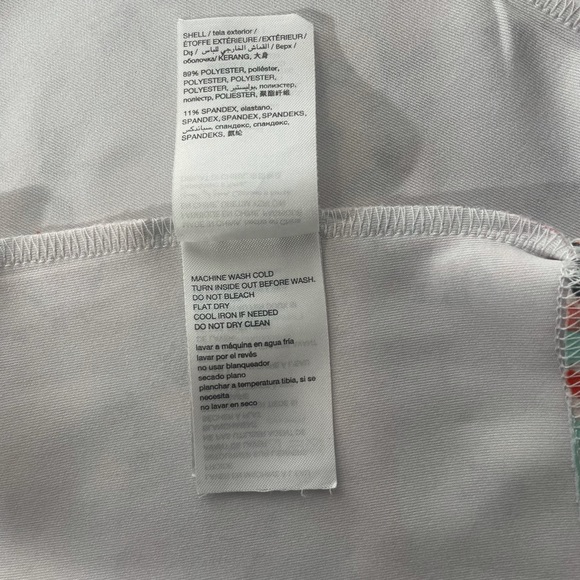 SHELL / tela exterior /
ÉTOFFE EXTÉRIEURE / EXTÉRIEUR /
Dış / القماش الخارجي للباس / Верх /
оболочка/ KERANG, 大身
89% POLYESTER, poliéster,
POLYESTER, POLYESTER,
POLYESTER, بوليستير, полиэстер,
поліестр, POLIESTER, 聚酯纤维
11% SPANDEX, elastano,
SPANDEX, SPANDEX, SPANDEKS,
سباندكس, спандекс, спандекс,
SPANDEKS, 氨纶
MACHINE WASH COLD
TURN INSIDE OUT BEFORE WASH.
DO NOT BLEACH
FLAT DRY
COOL IRON IF NEEDED
DO NOT DRY CLEAN
lavar a máquina en agua fría
lavar por el revés
no usar blanqueador
secado plano
planchar a temperatura tibia, si se
necesita
no lavar en seco